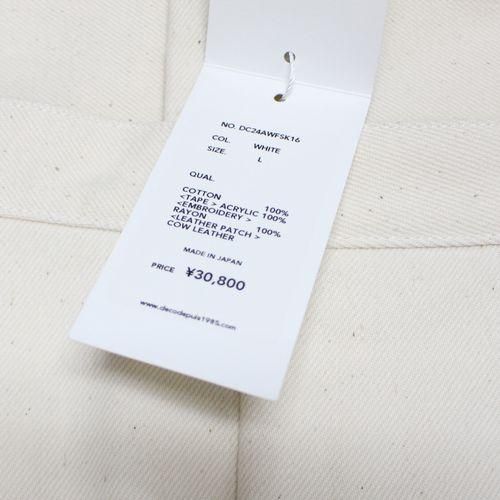 NO. DC24AWFSK16
COL. WHITE
SIZE. L
QUAL
COTTON 100%
<TAPE> ACRYLIC 100%
<EMBROIDERY>
RAYON 100%
<LEATHER PATCH>
COW LEATHER
MADE IN JAPAN
PRICE ¥30,800
www.decodepuis1985.com